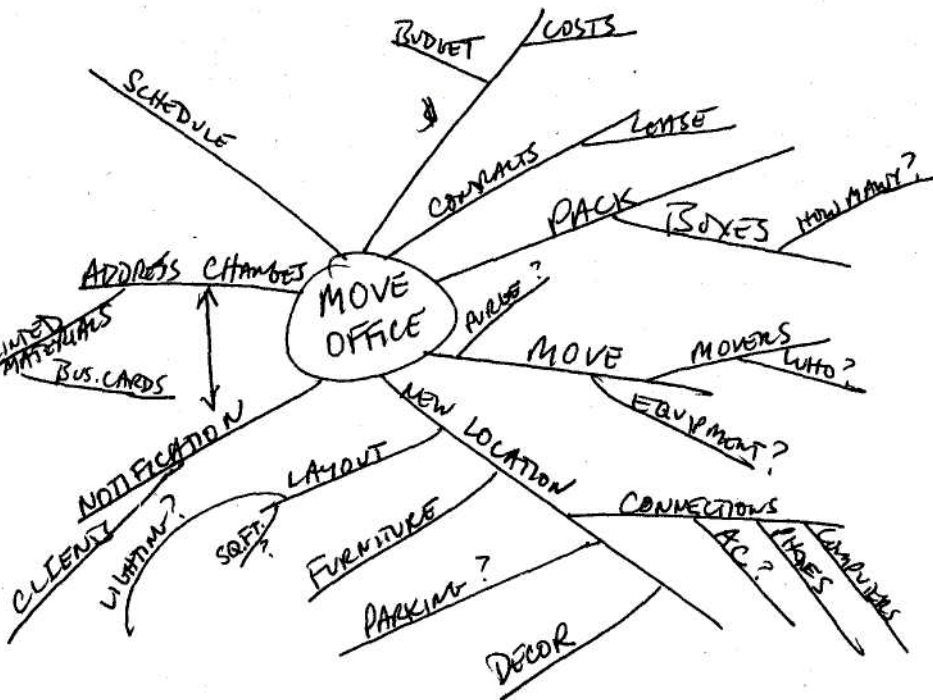 BUDGET
COSTS
$
SCHEDULE
CONTRACTS
LEASE
PACK
BOXES
HOW MANY?
ADDRESS CHANGES
MATERIALS
BUS. CARDS
MOVE
OFFICE
PURGE?
MOVE
MOVERS
WHO?
EQUIPMENT?
NOTIFICATION
CLIENTS
NEW LOCATION
LAYOUT
LIGHTING?
SQ.FT.
?
FURNITURE
PARKING?
DECOR
CONNECTIONS
AC?
PHONES
COMPUTERS